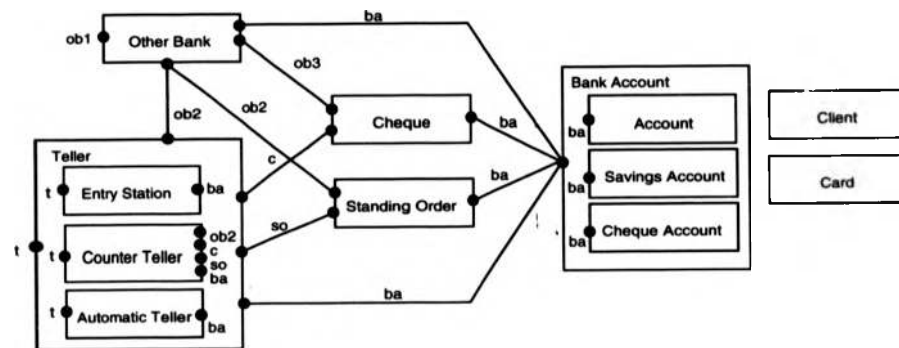 ba
ob1
Other Bank
ob3
Bank Account
ob2
ob2
Cheque
ba
ba
Account
Client
Teller
c
ba
t
Entry Station
ba
Standing Order
ba
Savings Account
Card
so
t
t
Counter Teller
ob2
c
so
ba
ba
Cheque Account
ba
t
Automatic Teller
ba